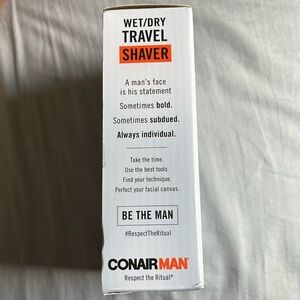 WET/DRY
TRAVEL
SHAVER
A man's face
is his statement
Sometimes bold.
Sometimes subdued.
Always individual.
Take the time.
Use the best tools.
Find your technique.
Perfect your facial canvas.
BE THE MAN
#RespectTheRitual
CONAIRMAN
Respect the Ritual®